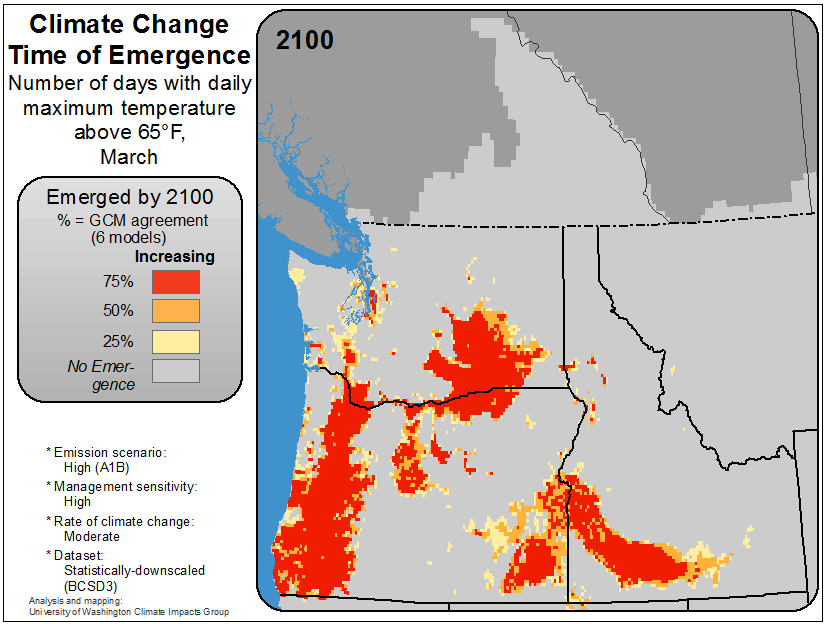 Climate Change
Time of Emergence
Number of days with daily
maximum temperature
above 65°F,
March
2100
Emerged by 2100
% = GCM agreement
(6 models)
Increasing
75%
50%
25%
No Emer-
gence
* Emission scenario:
High (A1B)
* Management sensitivity:
High
* Rate of climate change:
Moderate
* Dataset:
Statistically-downscaled
(BCSD3)
Analysis and mapping:
University of Washington Climate Impacts Group